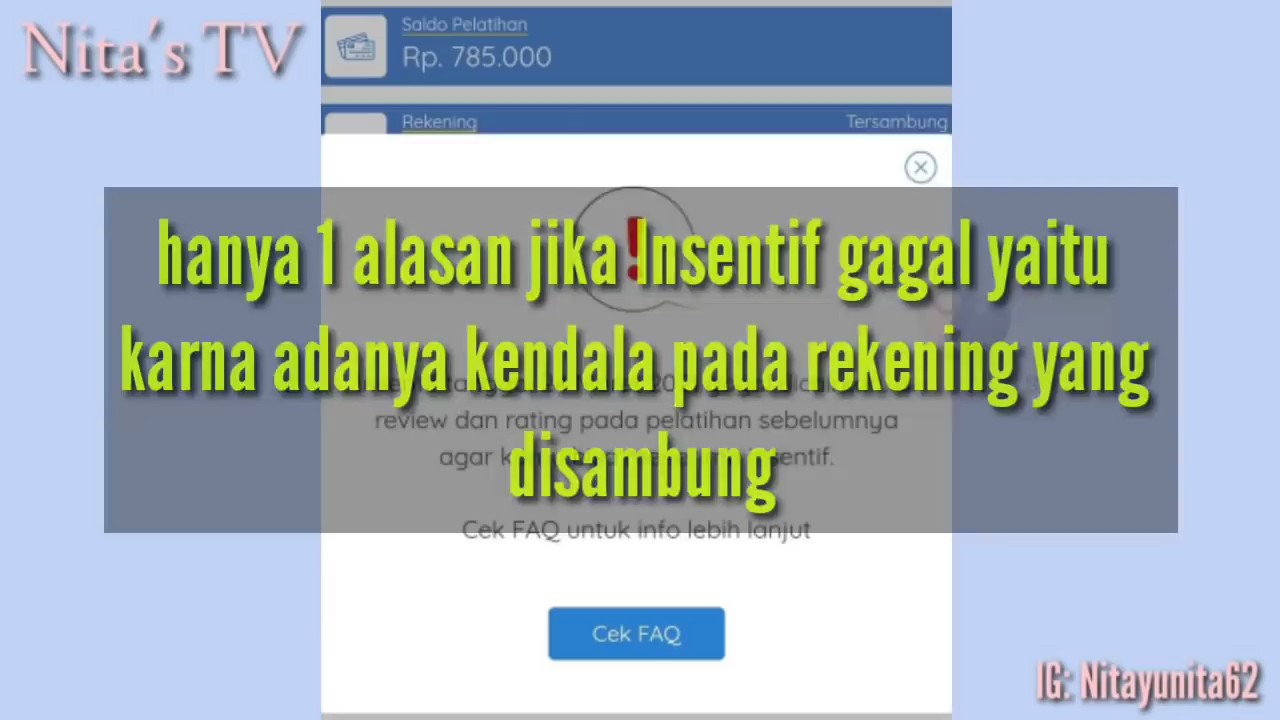 Nita's TV
Saldo Pelatihan
Rp. 785.000
Rekening
Tersambung
hanya 1 alasan jika Insentif gagal yaitu
karna adanya kendala pada rekening yang
disambung
review dan rating pada pelatihan sebelumnya
agar
Cek FAQ untuk info lebih lanjut
Cek FAQ
IG: Nitayunita62